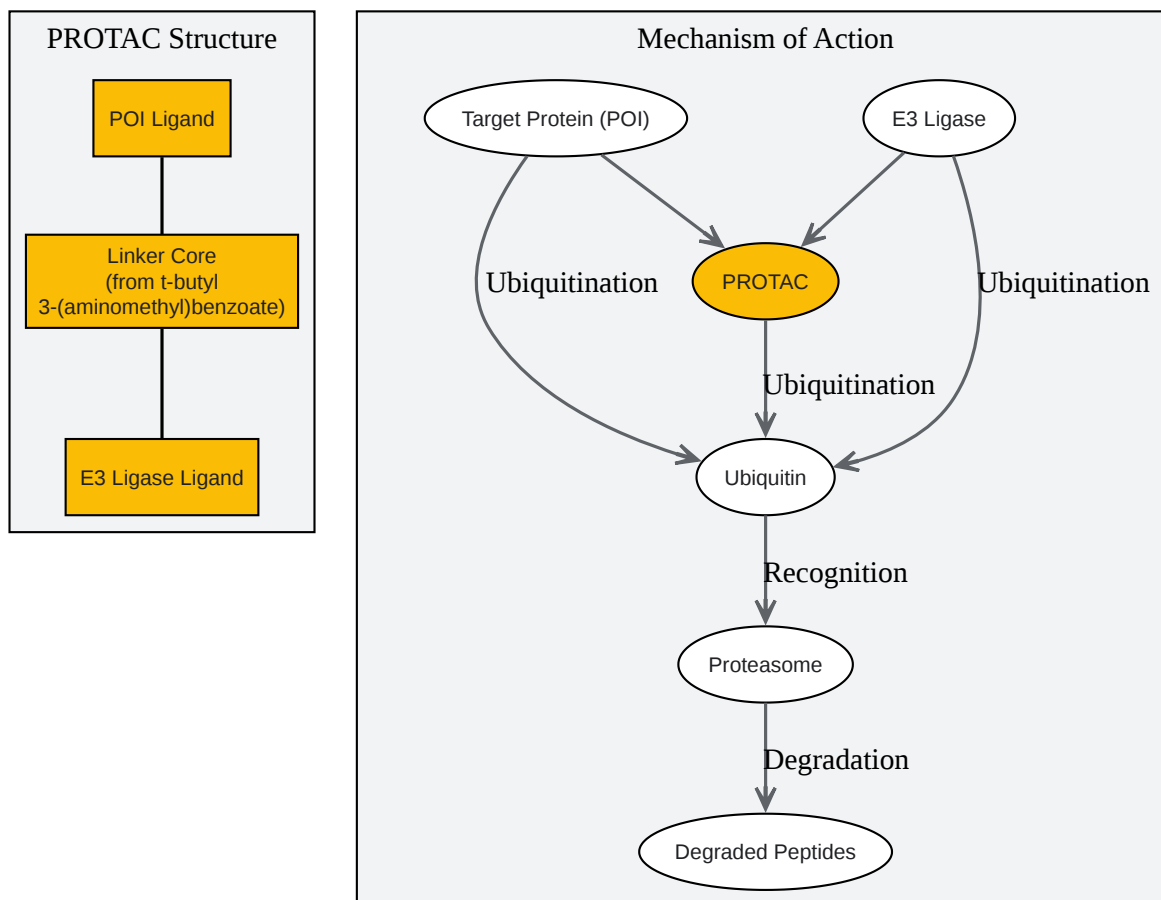 PROTAC Structure
POI Ligand
Linker Core
(from t-butyl
3-(aminomethyl)benzoate)
E3 Ligase Ligand
Mechanism of Action
Target Protein (POI)
E3 Ligase
Ubiquitination
PROTAC
Ubiquitination
Ubiquitination
Ubiquitin
Recognition
Proteasome
Degradation
Degraded Peptides